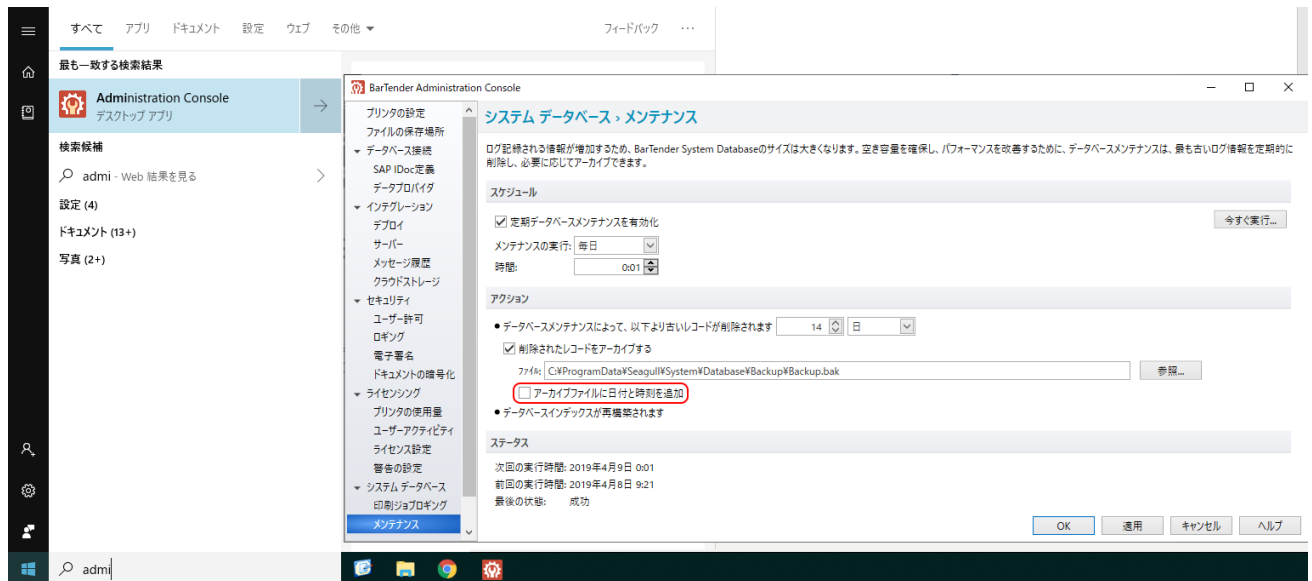 すべて アプリ ドキュメント 設定 ウェブ その他 フィードバック ...
最も一致する検索結果
Administration Console
デスクトップ アプリ
検索候補
admi - Web 結果を見る
設定 (4)
ドキュメント (13+)
写真 (2+)
admi
BarTender Administration Console
プリンタの設定
ファイルの保存場所
データベース接続
SAP IDoc定義
データプロバイダ
インテグレーション
デプロイ
サーバー
メッセージ履歴
クラウドストレージ
セキュリティ
ユーザー許可
ロギング
電子署名
ドキュメントの暗号化
ライセンシング
プリンタの使用量
ユーザーアクティビティ
ライセンス設定
警告の設定
システム データベース
印刷ジョブロギング
メンテナンス
システム データベース › メンテナンス
ログ記録される情報が増加するため、BarTender System Databaseのサイズは大きくなります。空き容量を確保し、パフォーマンスを改善するために、データベースメンテナンスは、最も古いログ情報を定期的に
削除し、必要に応じてアーカイブできます。
スケジュール
定期データベースメンテナンスを有効化
今すぐ実行...
メンテナンスの実行: 毎日
時間: 0:01
アクション
● データベースメンテナンスによって、以下より古いレコードが削除されます 14 日
削除されたレコードをアーカイブする
ファイル: C:¥ProgramData¥Seagull¥System¥Database¥Backup¥Backup.bak 参照...
アーカイブファイルに日付と時刻を追加
● データベースインデックスが再構築されます
ステータス
次回の実行時間: 2019年4月9日 0:01
前回の実行時間: 2019年4月8日 9:21
最後の状態: 成功
OK 適用 キャンセル ヘルプ